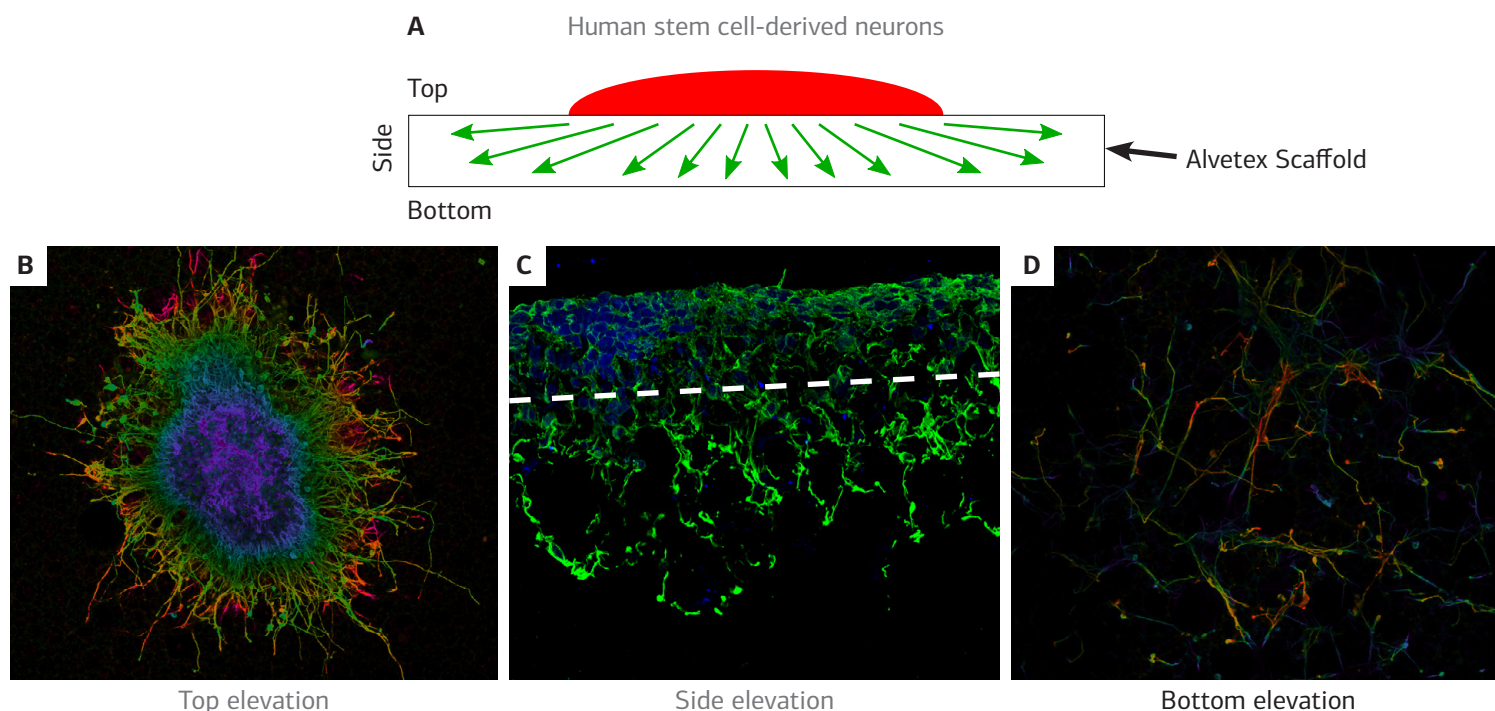 A
Human stem cell-derived neurons
Top
Side
Alvetex Scaffold
Bottom
B
C
D
Top elevation
Side elevation
Bottom elevation